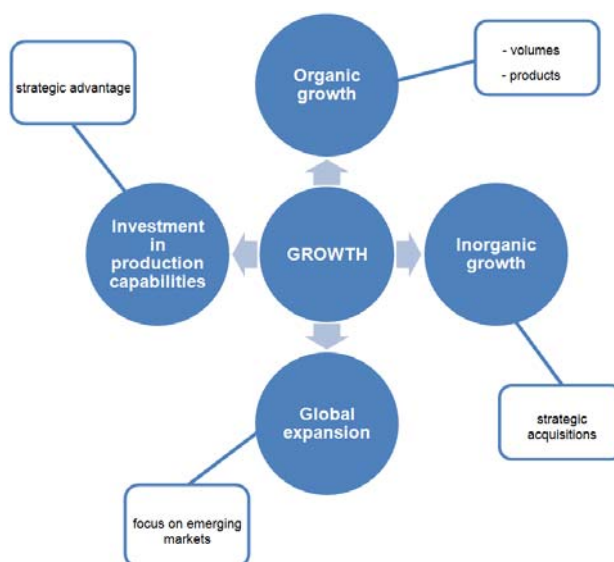 Organic
growth
- volumes
- products
strategic advantage
Investment
in
production
capabilities
GROWTH
Inorganic
growth
Global
expansion
strategic
acquisitions
focus on emerging
markets